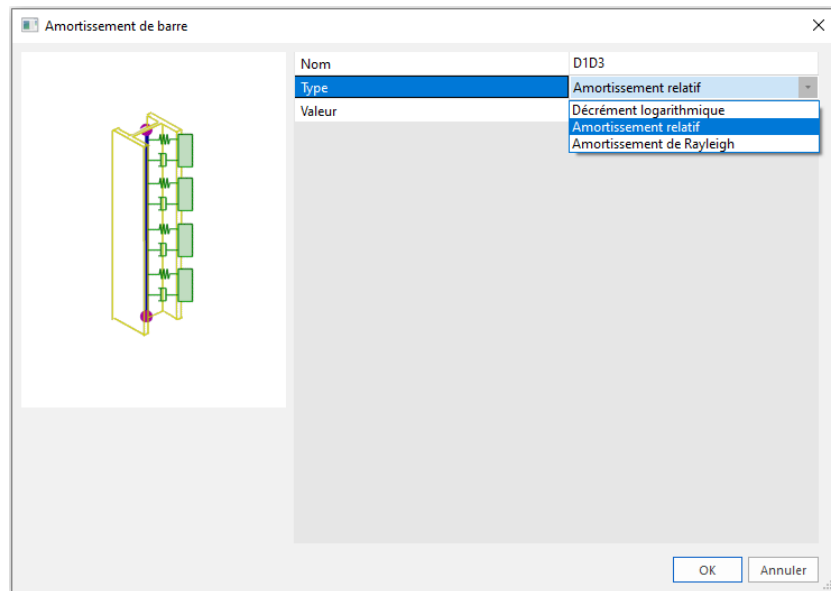 Amortissement de barre
Nom D1D3
Type Amortissement relatif
Valeur
Décrément logarithmique
Amortissement relatif
Amortissement de Rayleigh
OK Annuler